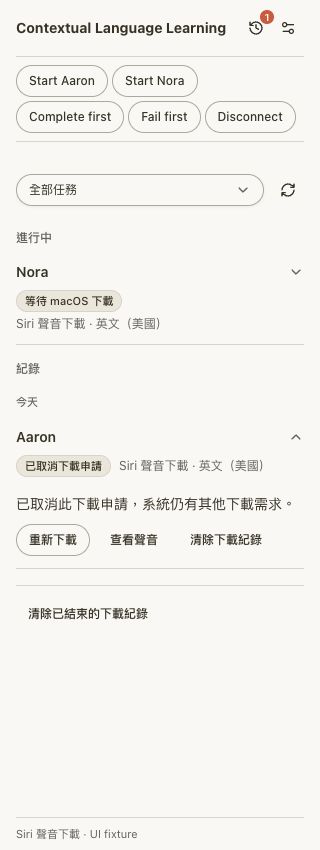 Contextual Language Learning
1
Start Aaron
Start Nora
Complete first
Fail first
Disconnect
全部任務
進行中
Nora
等待 macOS 下載
Siri 聲音下載 · 英文（美國）
紀錄
今天
Aaron
已取消下載申請 Siri 聲音下載 · 英文（美國）
已取消此下載申請，系統仍有其他下載需求。
重新下載 查看聲音 清除下載紀錄
清除已結束的下載紀錄
Siri 聲音下載 · UI fixture